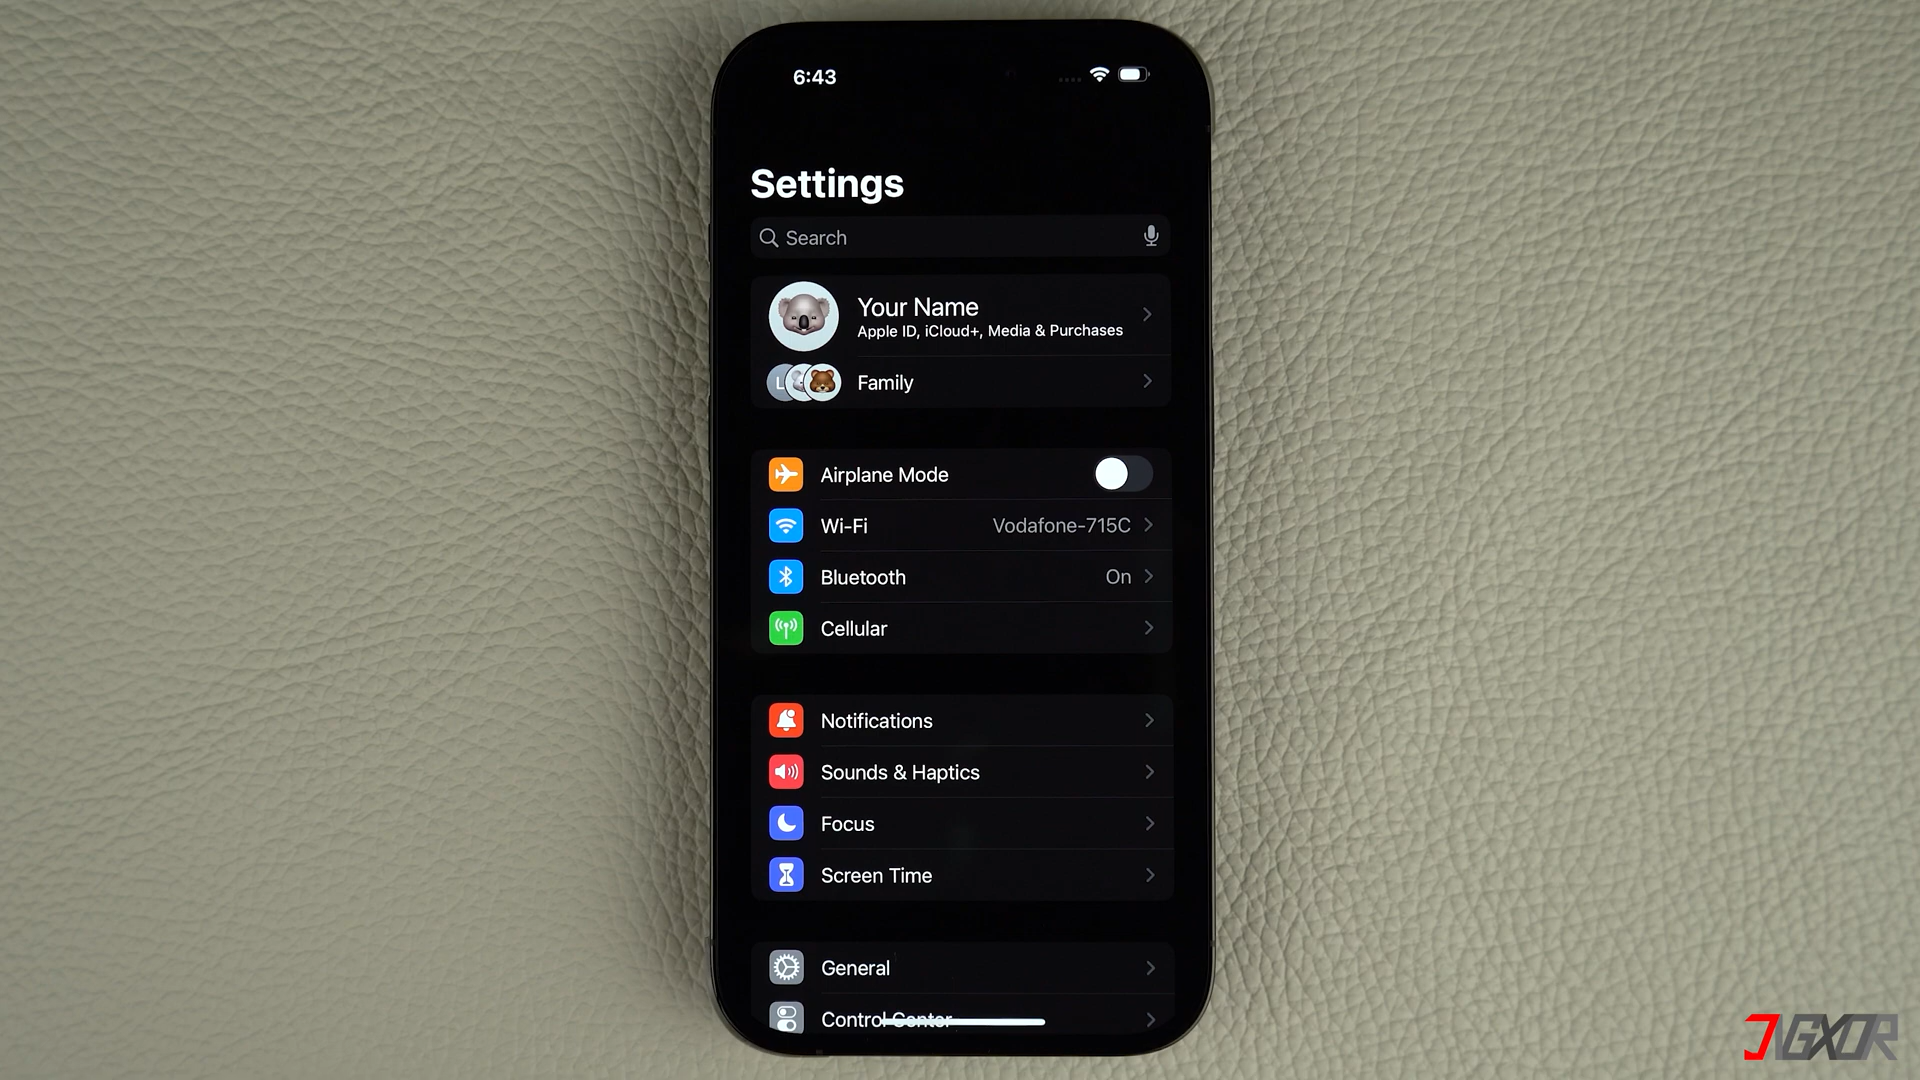 6:43
Settings
Search
Your Name
Apple ID, iCloud+, Media & Purchases
L
Family
Airplane Mode
Wi-Fi Vodafone-715C
Bluetooth On
Cellular
Notifications
Sounds & Haptics
Focus
Screen Time
General
Control Center
JIGXOR